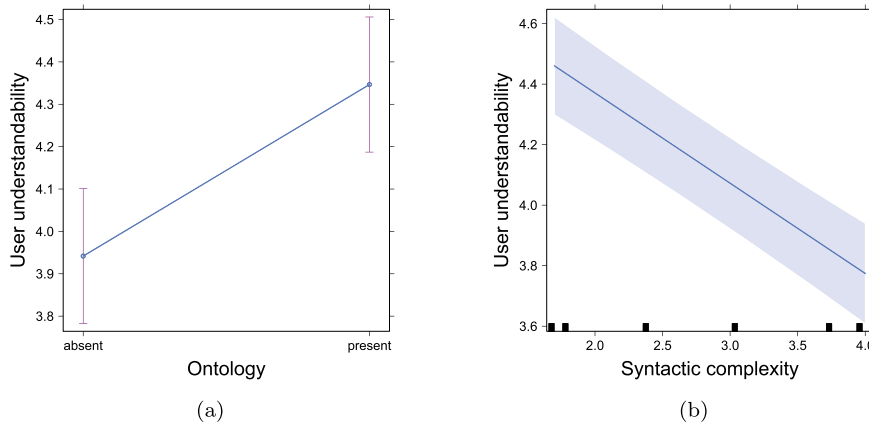 User understandability
4.5
4.4
4.3
4.2
4.1
4.0
3.9
3.8
absent present
Ontology
(a)
User understandability
4.6
4.4
4.2
4.0
3.8
3.6
2.0 2.5 3.0 3.5 4.0
Syntactic complexity
(b)